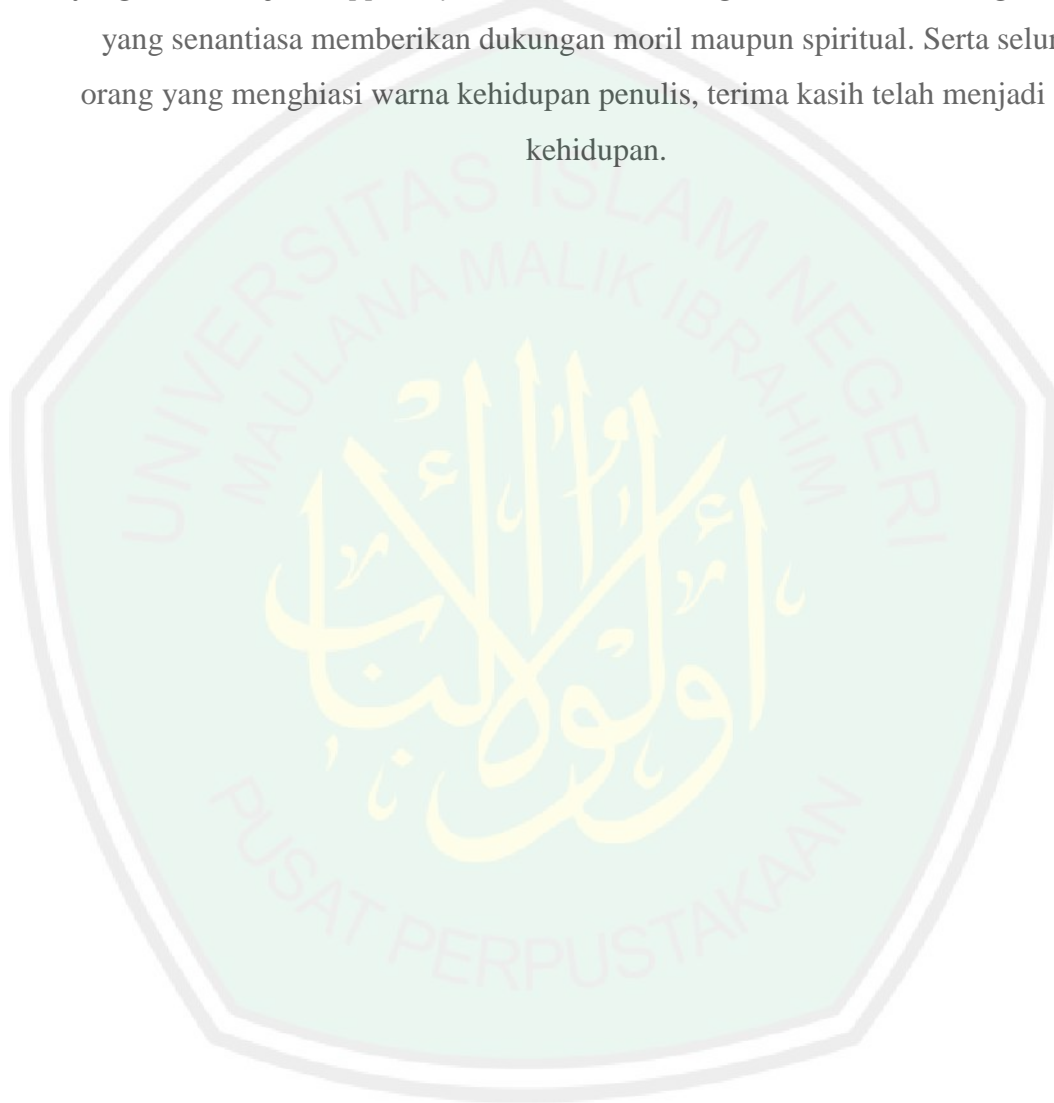 yang senantiasa memberikan dukungan moril maupun spiritual. Serta
orang yang menghiasi warna kehidupan penulis, terima kasih telah menjadi
kehidupan.
UNIVERSITAS ISLAM NEGERI
MAULANA MALIK IBRAHIM
أولوا الألباب
PUSAT PERPUSTAKAAN